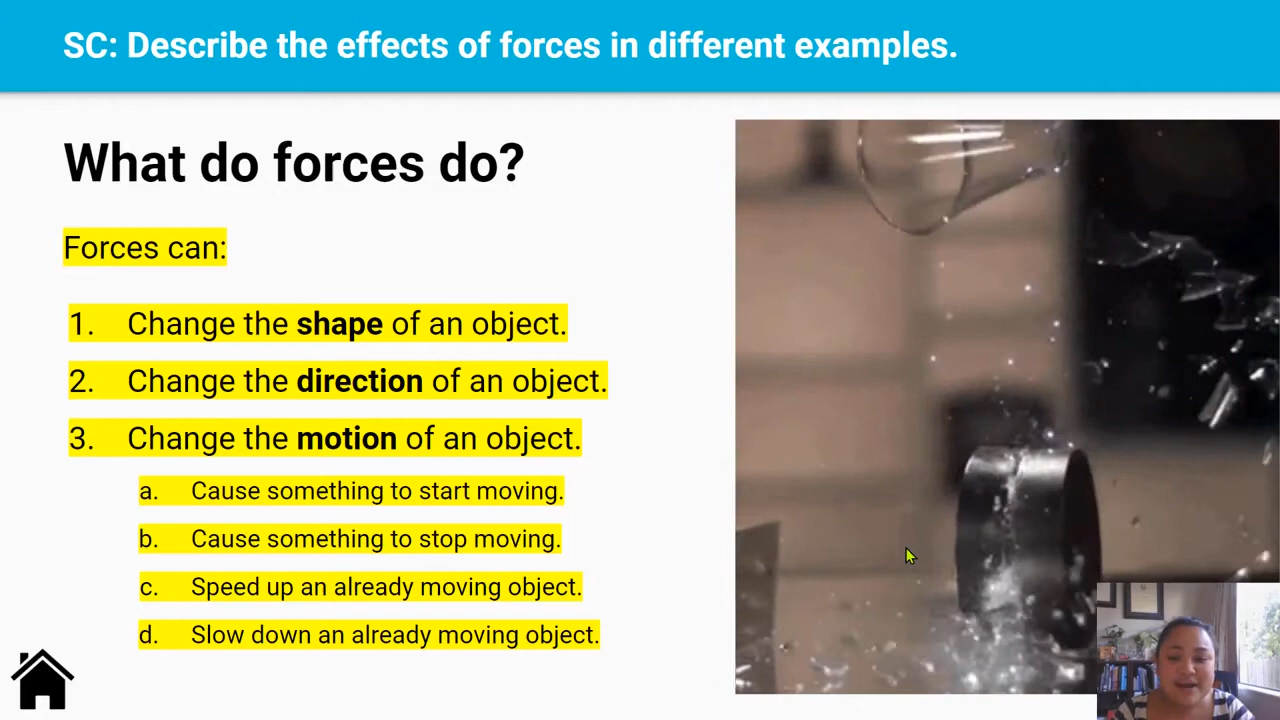 SC: Describe the effects of forces in different examples.
What do forces do?
Forces can:
1. Change the shape of an object.
2. Change the direction of an object.
3. Change the motion of an object.
a. Cause something to start moving.
b. Cause something to stop moving.
c. Speed up an already moving object.
d. Slow down an already moving object.